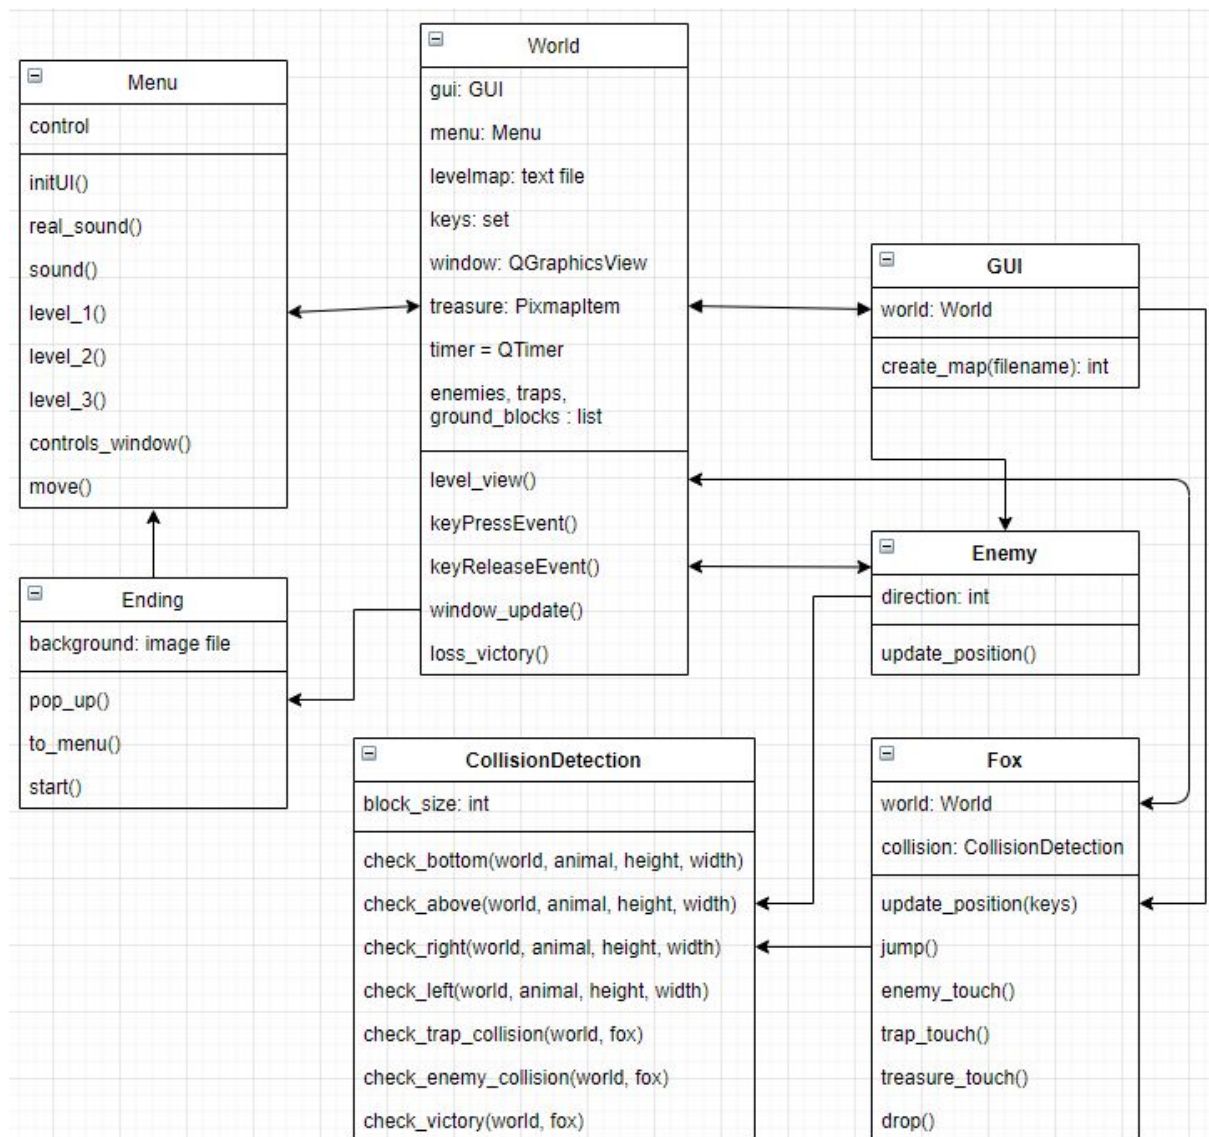 Menu
control
initUI()
real_sound()
sound()
level_1()
level_2()
level_3()
controls_window()
move()
World
gui: GUI
menu: Menu
levelmap: text file
keys: set
window: QGraphicsView
treasure: PixmapItem
timer = QTimer
enemies, traps,
ground_blocks : list
level_view()
keyPressEvent()
keyReleaseEvent()
window_update()
loss_victory()
GUI
world: World
create_map(filename): int
Enemy
direction: int
update_position()
Ending
background: image file
pop_up()
to_menu()
start()
CollisionDetection
block_size: int
check_bottom(world, animal, height, width)
check_above(world, animal, height, width)
check_right(world, animal, height, width)
check_left(world, animal, height, width)
check_trap_collision(world, fox)
check_enemy_collision(world, fox)
check_victory(world, fox)
Fox
world: World
collision: CollisionDetection
update_position(keys)
jump()
enemy_touch()
trap_touch()
treasure_touch()
drop()